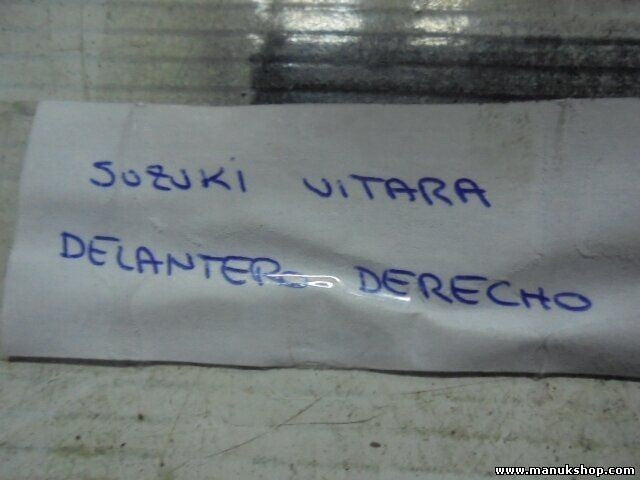 SUZUKI VITARA
DELANTERO DERECHO
www.manukshop.com